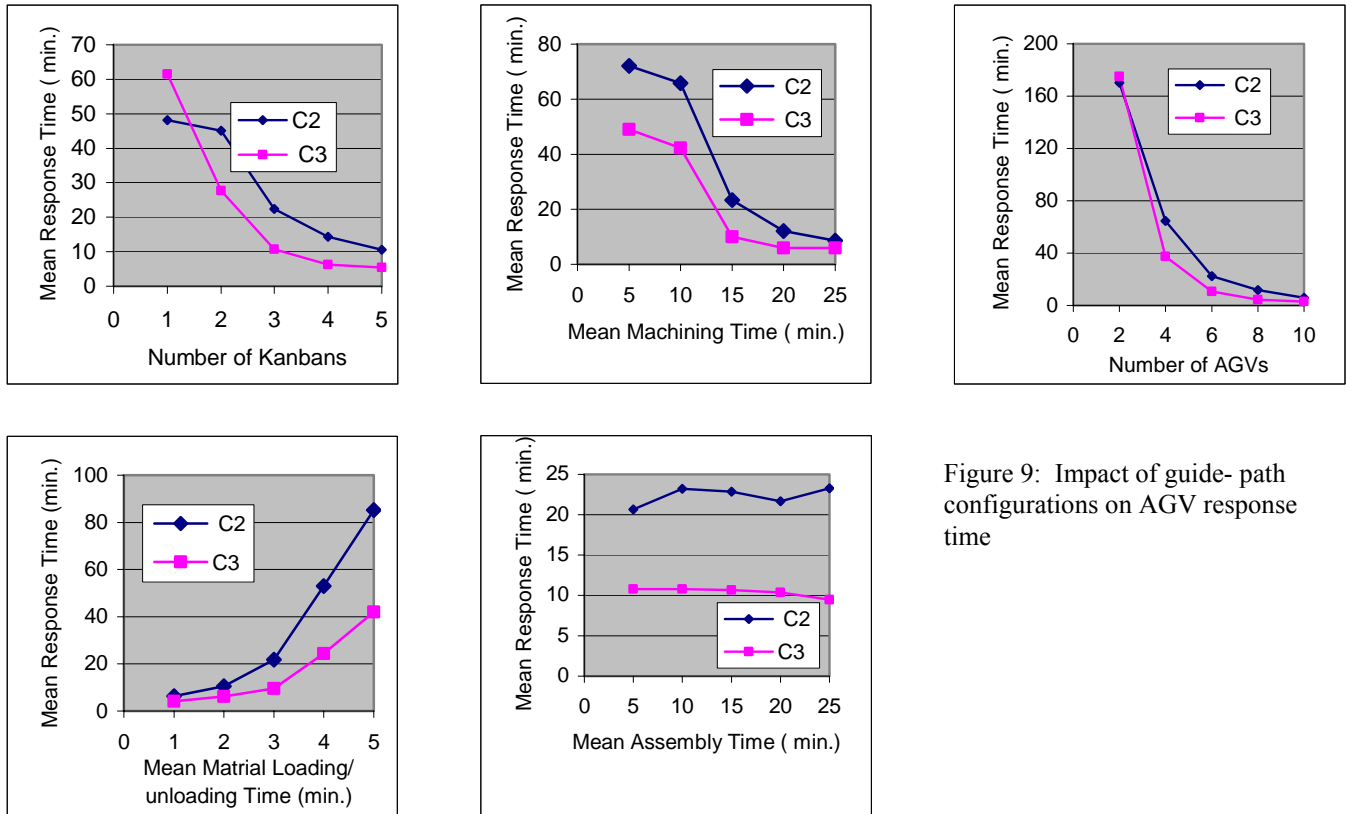 Mean Response Time ( min.)
70
60
50
40
30
20
10
0
C2
C3
0 1 2 3 4 5
Number of Kanbans
Mean Response Time ( min.)
80
60
40
20
0
C2
C3
0 5 10 15 20 25
Mean Machining Time ( min.)
Mean Response Time ( min.)
200
160
120
80
40
0
C2
C3
0 2 4 6 8 10
Number of AGVs
Mean Response Time (min.)
100
80
60
40
20
0
C2
C3
0 1 2 3 4 5
Mean Matrial Loading/
unloading Time (min.)
Mean Response Time ( min.)
25
20
15
10
5
0
C2
C3
0 5 10 15 20 25
Mean Assembly Time ( min.)
Figure 9: Impact of guide- path
configurations on AGV response
time